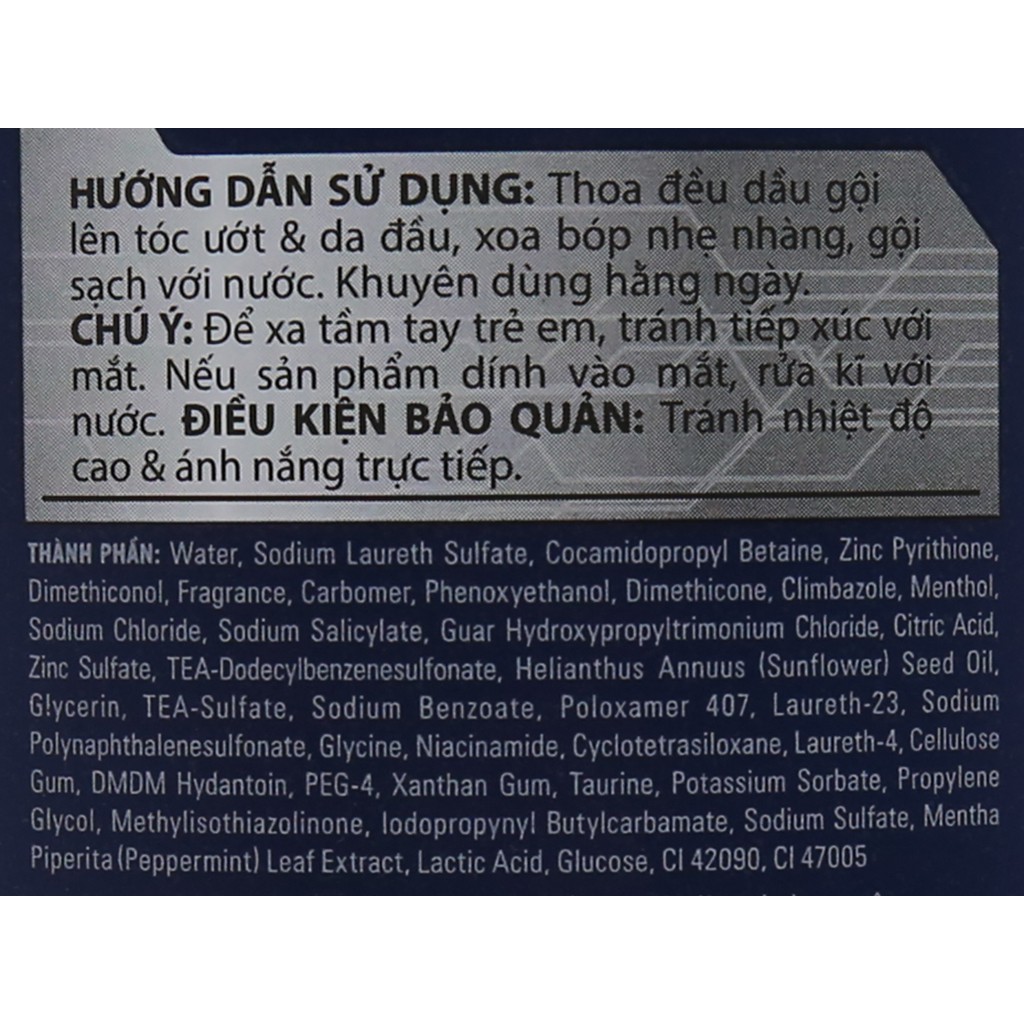 HƯỚNG DẪN SỬ DỤNG: Thoa đều dầu gội
lên tóc ướt & da đầu, xoa bóp nhẹ nhàng, gội
sạch với nước. Khuyên dùng hằng ngày.
CHÚ Ý: Để xa tầm tay trẻ em, tránh tiếp xúc với
mắt. Nếu sản phẩm dính vào mắt, rửa kĩ với
nước. ĐIỀU KIỆN BẢO QUẢN: Tránh nhiệt độ
cao & ánh nắng trực tiếp.
THÀNH PHẦN: Water, Sodium Laureth Sulfate, Cocamidopropyl Betaine, Zinc Pyrithione,
Dimethiconol, Fragrance, Carbomer, Phenoxyethanol, Dimethicone, Climbazole, Menthol,
Sodium Chloride, Sodium Salicylate, Guar Hydroxypropyltrimonium Chloride, Citric Acid,
Zinc Sulfate, TEA-Dodecylbenzenesulfonate, Helianthus Annuus (Sunflower) Seed Oil,
Glycerin, TEA-Sulfate, Sodium Benzoate, Poloxamer 407, Laureth-23, Sodium
Polynaphthalenesulfonate, Glycine, Niacinamide, Cyclotetrasiloxane, Laureth-4, Cellulose
Gum, DMDM Hydantoin, PEG-4, Xanthan Gum, Taurine, Potassium Sorbate, Propylene
Glycol, Methylisothiazolinone, Iodopropynyl Butylcarbamate, Sodium Sulfate, Mentha
Piperita (Peppermint) Leaf Extract, Lactic Acid, Glucose, CI 42090, CI 47005